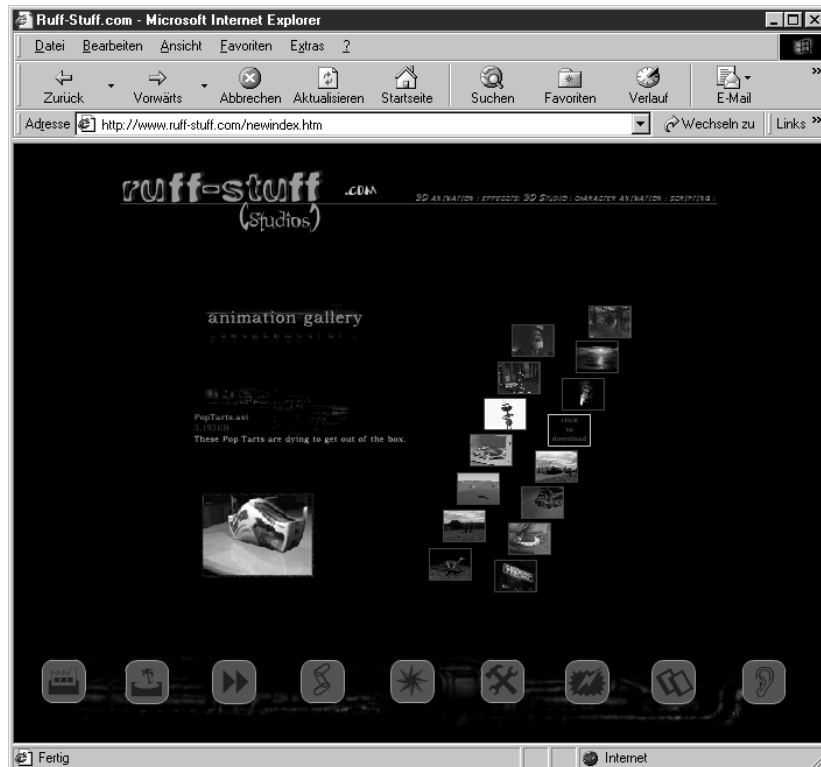 Ruff-Stuff.com - Microsoft Internet Explorer
Datei Bearbeiten Ansicht Favoriten Extras ?
Zurück Vorwärts Abbrechen Aktualisieren Startseite Suchen Favoriten Verlauf E-Mail »
Adresse http://www.ruff-stuff.com/newindex.htm Wechseln zu Links »
ruff-stuff .COM
3D ANIMATION : EFFECTS: 3D STUDIO : CHARACTER ANIMATION : SCRIPTING :
(Studios)
animation gallery
PopTarts.avi
3,193KB
These Pop Tarts are dying to get out of the box.
click
to
download
Fertig Internet